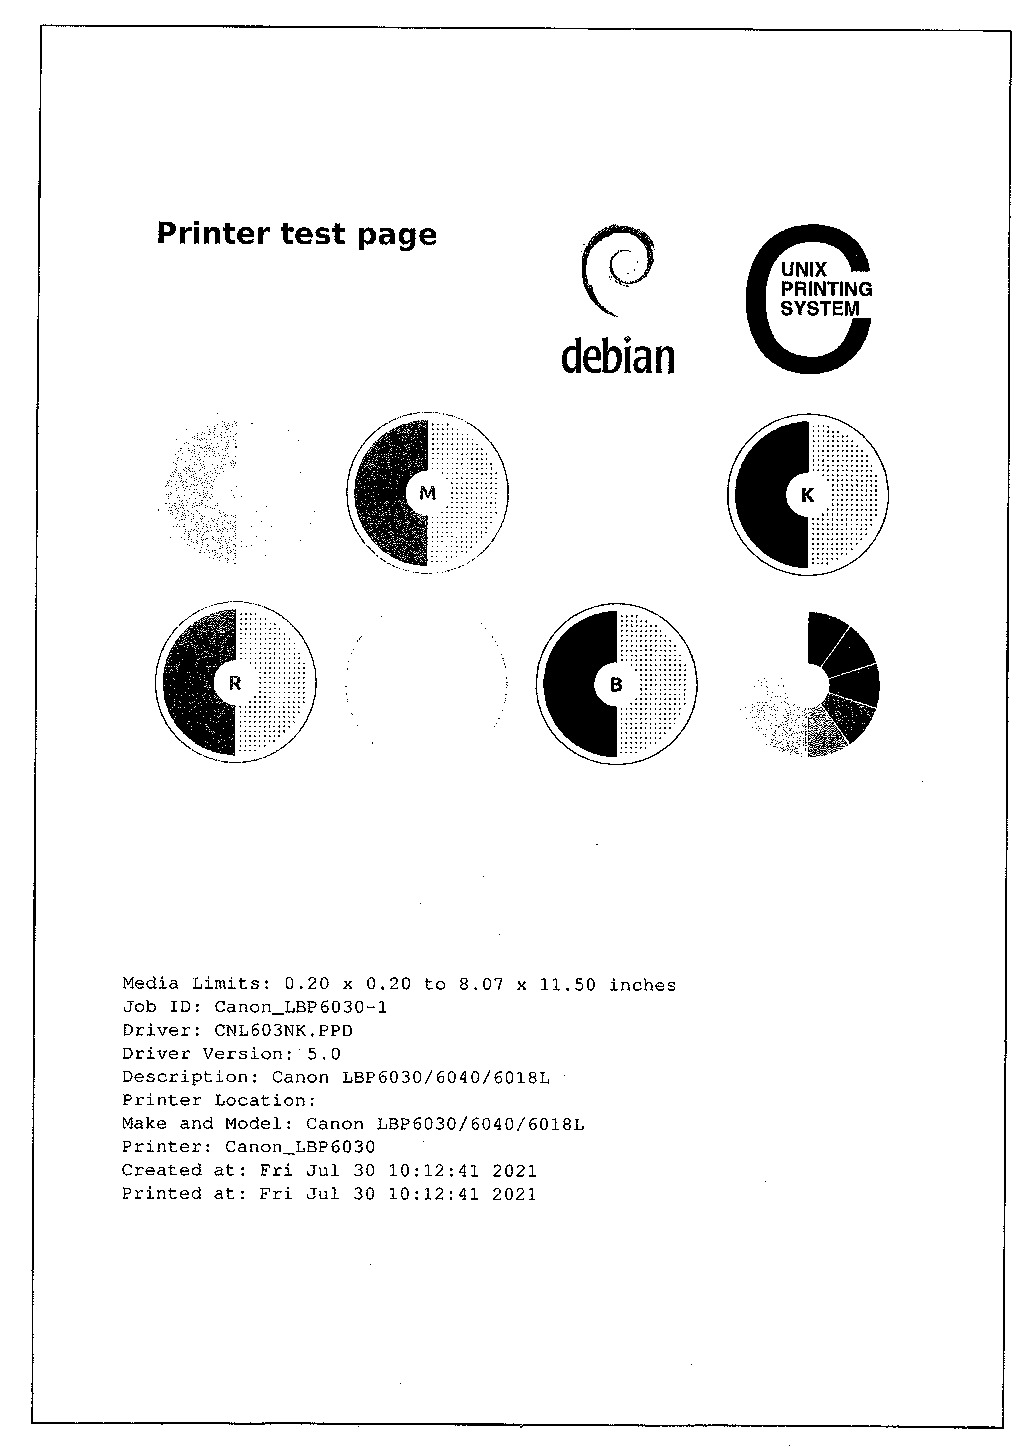 Printer test page
debian
UNIX
PRINTING
SYSTEM
M
K
R
B
Media Limits: 0.20 x 0.20 to 8.07 x 11.50 inches
Job ID: Canon_LBP6030-1
Driver: CNL603NK.PPD
Driver Version: 5.0
Description: Canon LBP6030/6040/6018L
Printer Location:
Make and Model: Canon LBP6030/6040/6018L
Printer: Canon_LBP6030
Created at: Fri Jul 30 10:12:41 2021
Printed at: Fri Jul 30 10:12:41 2021